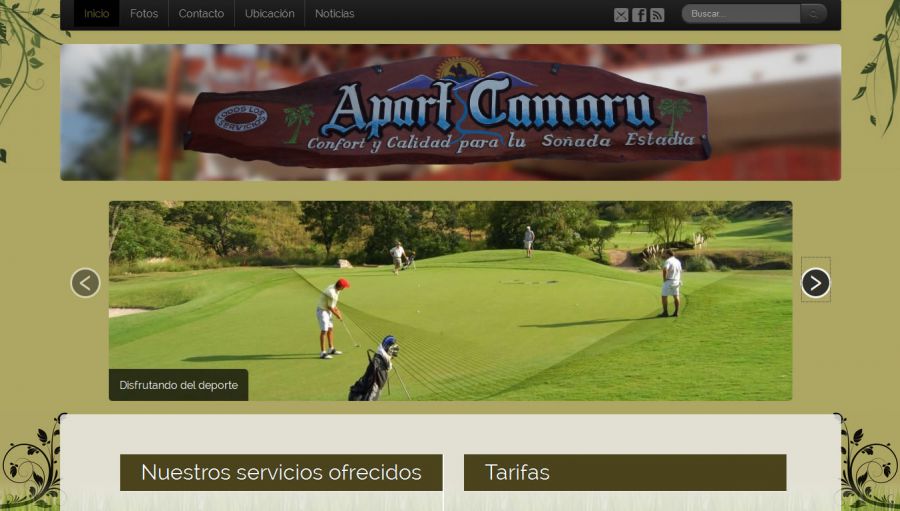 Inicio
Fotos
Contacto
Ubicación
Noticias
Buscar...
TODOS LOS
SERVICIOS
Apart Camaru
Confort y Calidad para tu Soñada Estadía
Disfrutando del deporte
Nuestros servicios ofrecidos
Tarifas